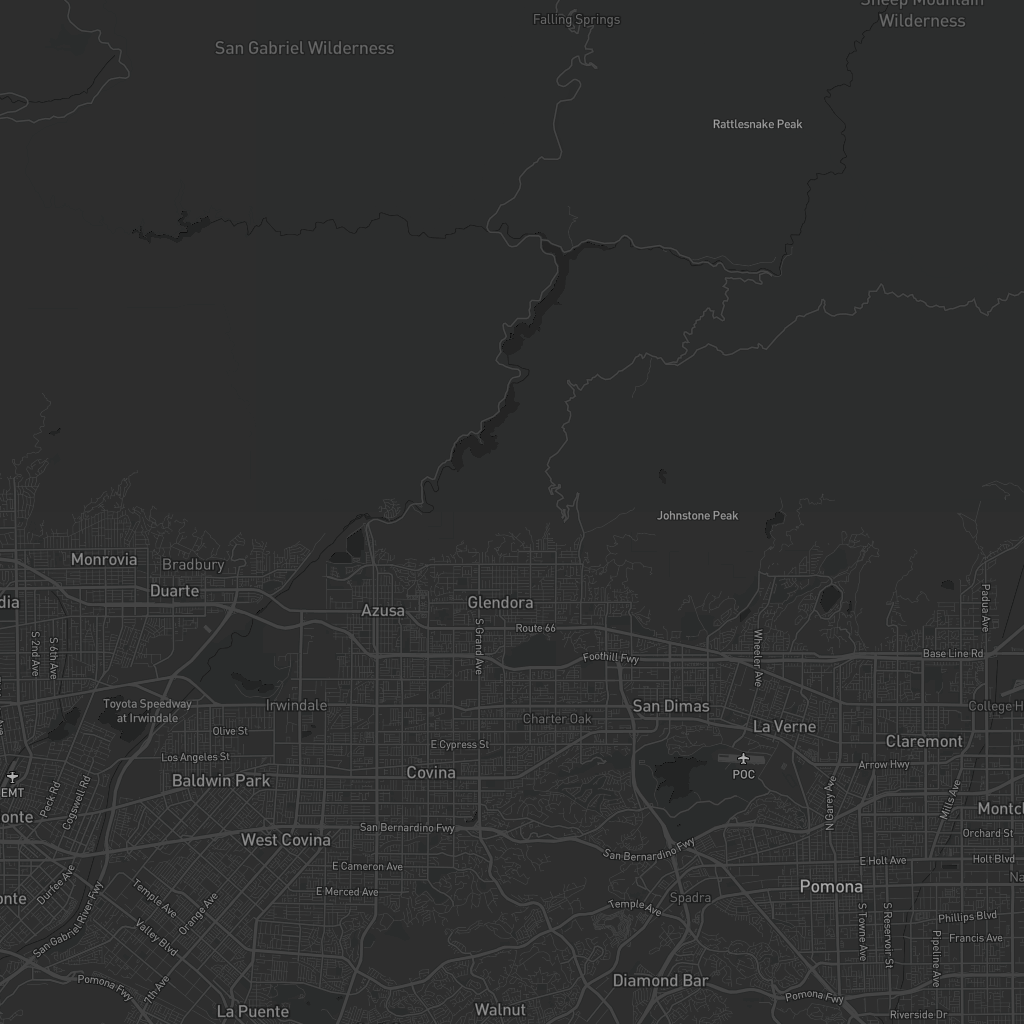 Sheep Mountain
Wilderness
Falling Springs
San Gabriel Wilderness
Rattlesnake Peak
Johnstone Peak
Monrovia
Bradbury
Duarte
dia
Azusa
Glendora
Padua Ave
S 2nd Ave
S 6th Ave
S Grand Ave
Route 66
Wheeler Ave
Foothill Fwy
Base Line Rd
Toyota Speedway
at Irwindale
Irwindale
San Dimas
College H
Charter Oak
La Verne
Olive St
E Cypress St
Claremont
Los Angeles St
Arrow Hwy
Baldwin Park
Covina
POC
EMT
Peck Rd
Cogswell Rd
N Garey Ave
Mills Ave
onte
Montcl
San Bernardino Fwy
West Covina
Orchard St
San Bernardino Fwy
E Holt Ave
Holt Blvd
E Cameron Ave
Na
Durfee Ave
E Merced Ave
Pomona
Spadra
onte
Temple Ave
Orange Ave
Temple Ave
Valley Blvd
San Gabriel River Fwy
S Towne Ave
S Reservoir St
Phillips Blvd
Francis Ave
Pipeline Ave
Pomona Fwy
7th Ave
Diamond Bar
Pomona Fwy
La Puente
Walnut
Riverside Dr